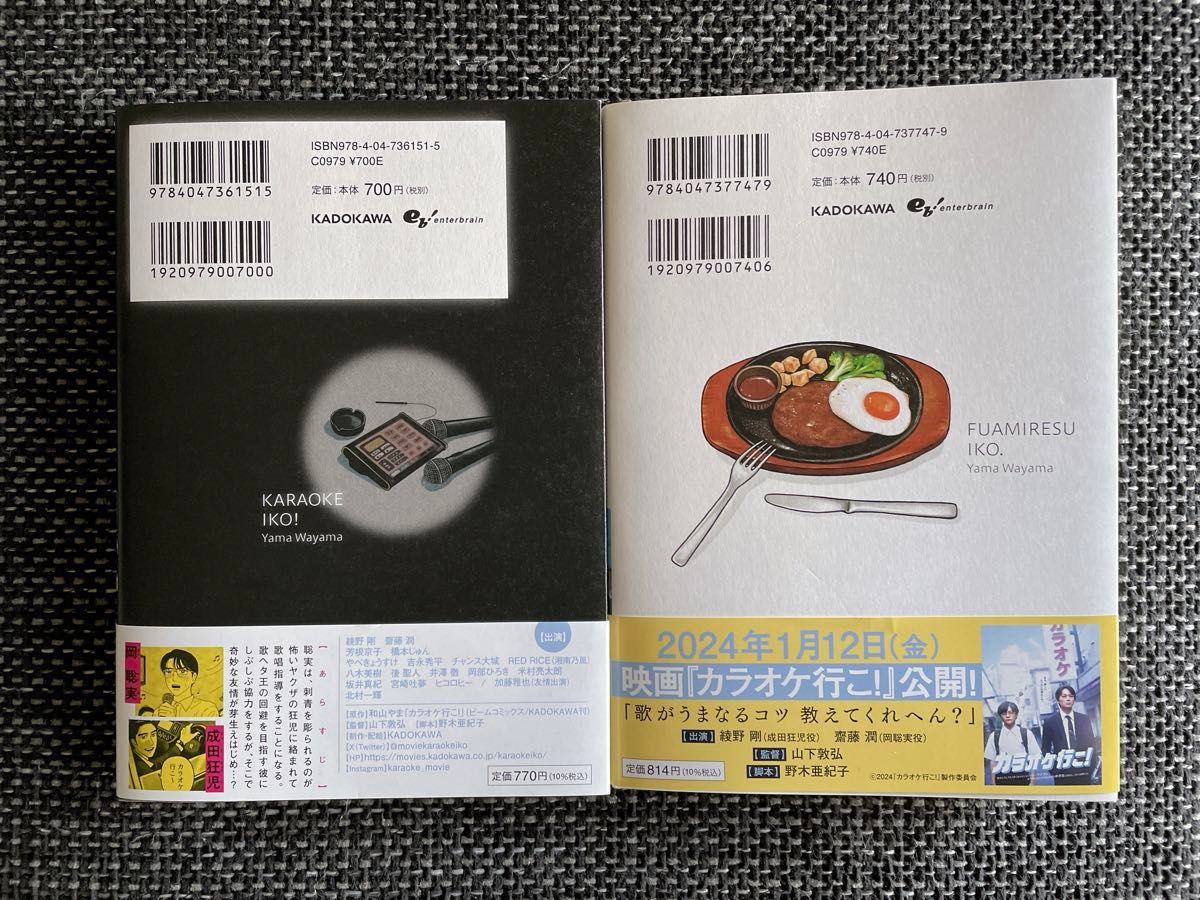 ISBN978-4-04-736151-5
C0979 ¥700E
9784047361515
定価:本体 700円(税別)
KADOKAWA
eb! enterbrain
1920979007000
KARAOKE
IKO!
Yama Wayama
岡聡実
成田狂児
カラオケ
行こ〜
【あらすじ】
聡実は、刺青を彫られるのが
怖いヤクザの狂児に絡まれて
歌唱指導をすることになる。
歌ヘタ王の回避を目指す彼に
しぶしぶ協力をするが、そこで
奇妙な友情が芽生えはじめ…?
【出演】
綾野 剛 齋藤 潤
芳根京子 橋本じゅん
やべきょうすけ 吉永秀平 チャンス大城 RED RICE(湘南乃風)
八木美樹 後 聖人 井澤 徹 岡部ひろき 米村亮太朗
坂井真紀 宮崎吐夢 ヒコロヒー / 加藤雅也(友情出演)
北村一輝
【原作】和山やま「カラオケ行こ!」(ビームコミックス/KADOKAWA刊)
【監督】山下敦弘 【脚本】野木亜紀子
【制作・配給】KADOKAWA
【X(Twitter)】@moviekaraokeiko
【HP】https://movies.kadokawa.co.jp/karaokeiko/
【Instagram】karaoke_movie
定価770円(10%税込)
ISBN978-4-04-737747-9
C0979 ¥740E
9784047377479
定価:本体 740円(税別)
KADOKAWA
eb! enterbrain
1920979007406
FUAMIRESU
IKO.
Yama Wayama
2024年1月12日(金)
映画『カラオケ行こ!』公開!
「歌がうまなるコツ 教えてくれへん?」
【出演】綾野 剛(成田狂児役) 齋藤 潤(岡聡実役)
【監督】山下敦弘
【脚本】野木亜紀子
定価814円(10%税込)
カラオケ
カラオケ行こ!
©2024「カラオケ行こ!」製作委員会